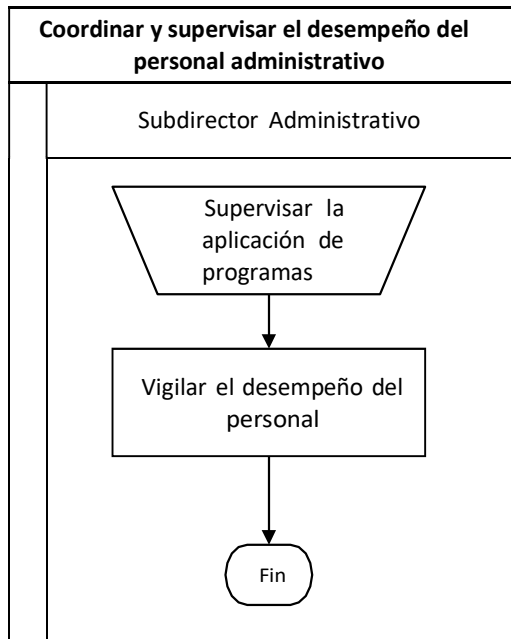 Coordinar y supervisar el desempeño del
personal administrativo
Subdirector Administrativo
Supervisar la
aplicación de
programas
Vigilar el desempeño del
personal
Fin